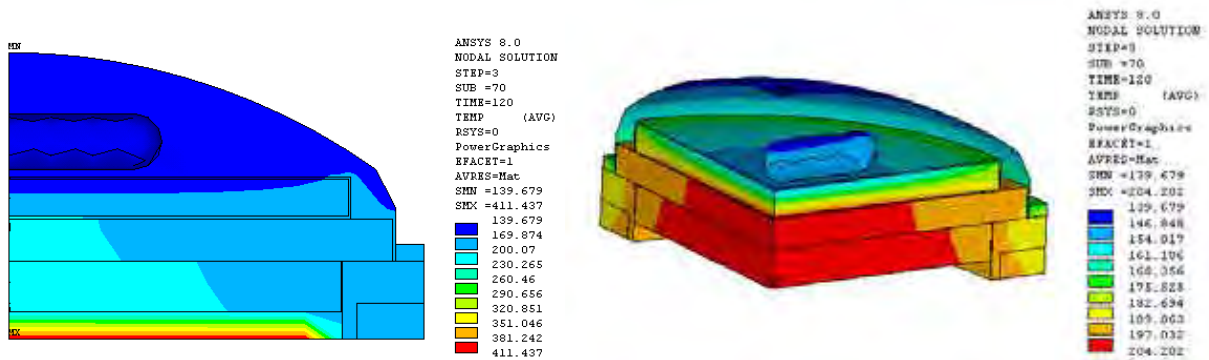 MN
MX
ANSYS 8.0
NODAL SOLUTION
STEP=3
SUB =70
TIME=120
TEMP (AVG)
RSYS=0
PowerGraphics
EFACET=1
AVRES=Mat
SMN =139.679
SMX =411.437
139.679
169.874
200.07
230.265
260.46
290.656
320.851
351.046
381.242
411.437
ANSYS 8.0
NODAL SOLUTION
STEP=3
SUB =70
TIME=120
TEMP (AVG)
RSYS=0
PowerGraphics
EFACET=1
AVRES=Mat
SMN =139.679
SMX =204.202
139.679
146.848
154.017
161.186
168.356
175.525
182.694
189.863
197.032
204.202